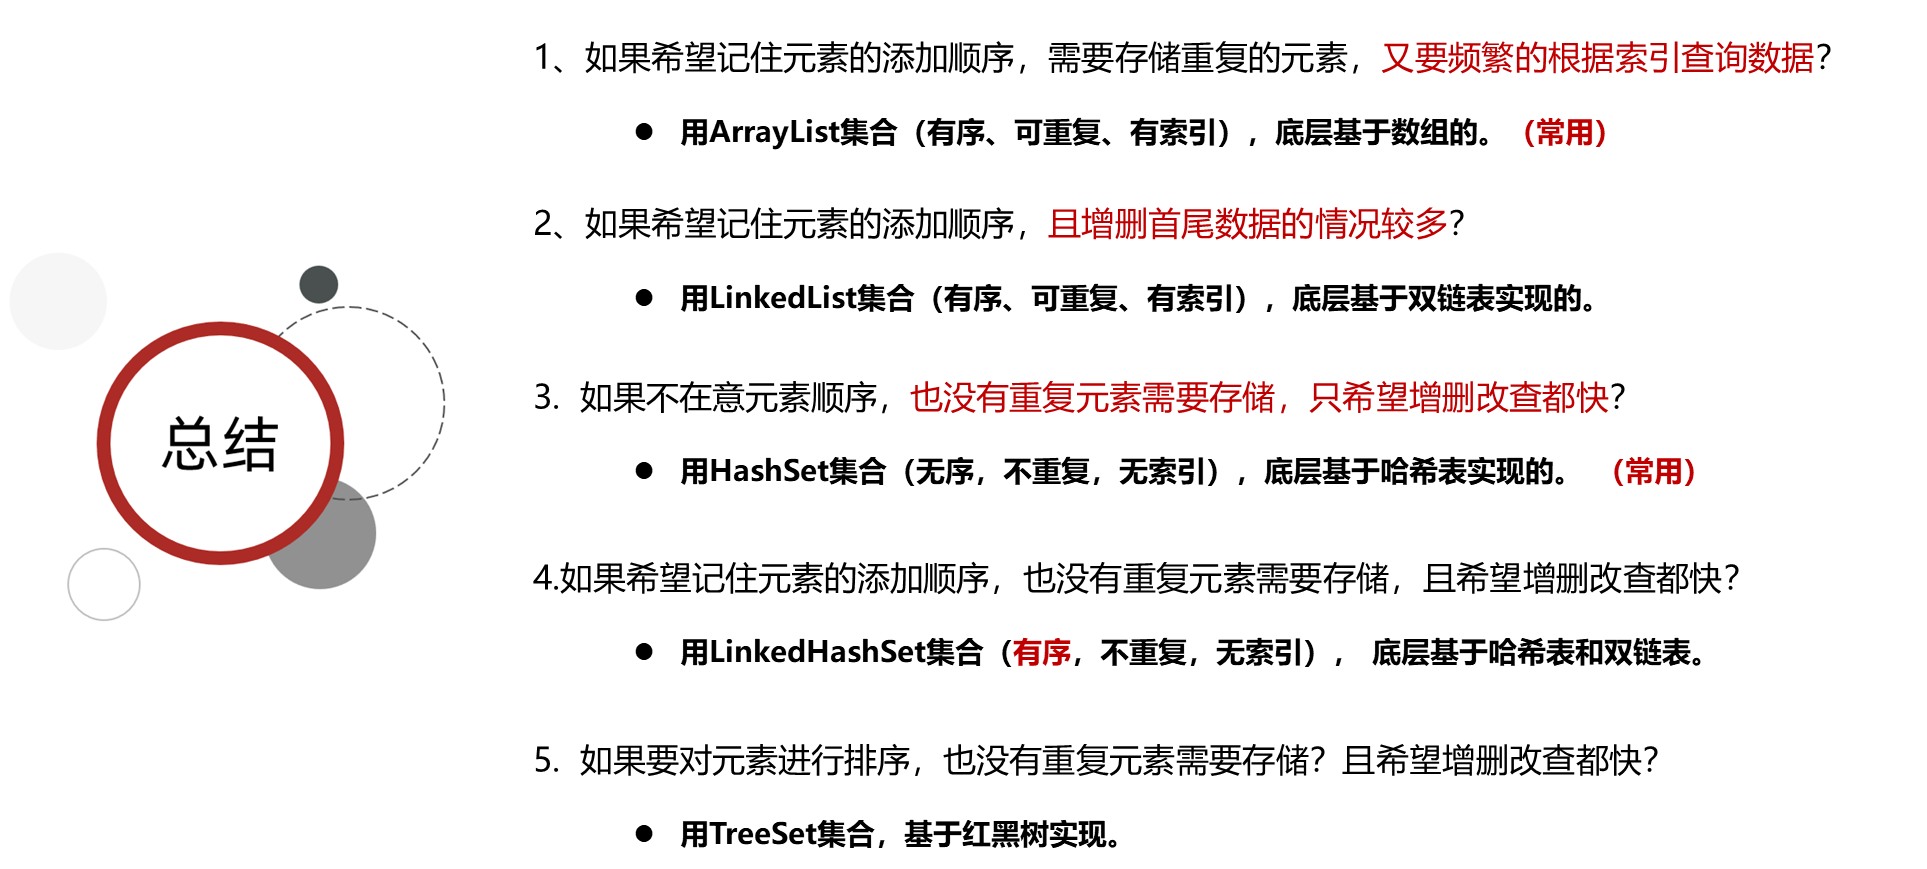 总结
1、如果希望记住元素的添加顺序，需要存储重复的元素，又要频繁的根据索引查询数据？
● 用ArrayList集合（有序、可重复、有索引），底层基于数组的。（常用）
2、如果希望记住元素的添加顺序，且增删首尾数据的情况较多？
● 用LinkedList集合（有序、可重复、有索引），底层基于双链表实现的。
3. 如果不在意元素顺序，也没有重复元素需要存储，只希望增删改查都快？
● 用HashSet集合（无序，不重复，无索引），底层基于哈希表实现的。 （常用）
4.如果希望记住元素的添加顺序，也没有重复元素需要存储，且希望增删改查都快？
● 用LinkedHashSet集合（有序，不重复，无索引）， 底层基于哈希表和双链表。
5. 如果要对元素进行排序，也没有重复元素需要存储？且希望增删改查都快？
● 用TreeSet集合，基于红黑树实现。